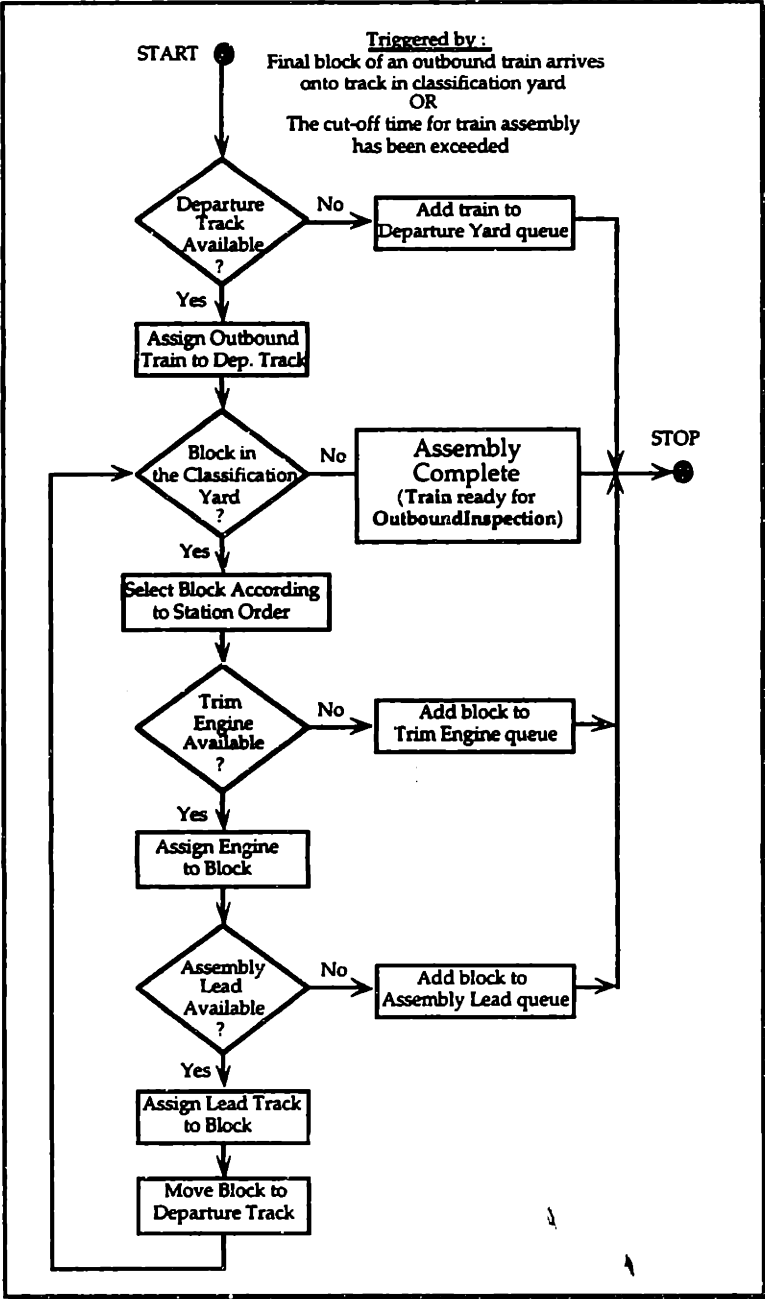 START
Triggered by :
Final block of an outbound train arrives
onto track in classification yard
OR
The cut-off time for train assembly
has been exceeded
Departure
Track
Available
?
No
Add train to
Departure Yard queue
Yes
Assign Outbound
Train to Dep. Track
Block in
the Classification
Yard
?
No
Assembly
Complete
(Train ready for
OutboundInspection)
STOP
Yes
Select Block According
to Station Order
Trim
Engine
Available
?
No
Add block to
Trim Engine queue
Yes
Assign Engine
to Block
Assembly
Lead
Available
?
No
Add block to
Assembly Lead queue
Yes
Assign Lead Track
to Block
Move Block to
Departure Track